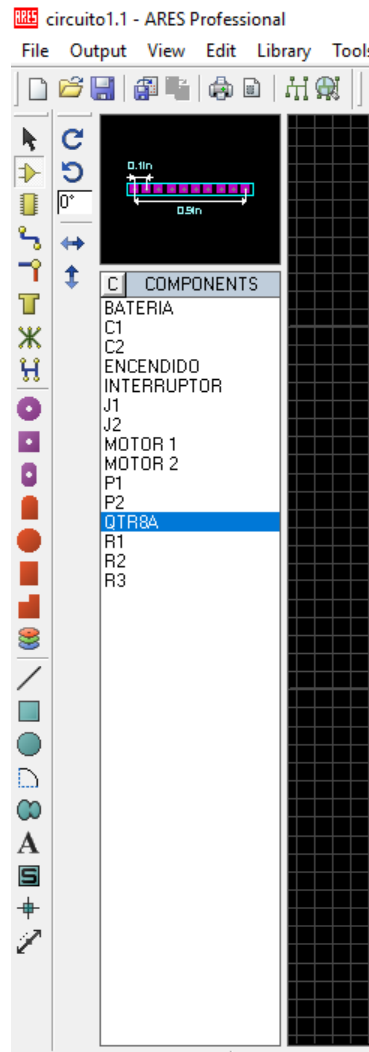 ARES circuito1.1 - ARES Professional
File Output View Edit Library Tools
0°
0.1in
0.9in
C COMPONENTS
BATERIA
C1
C2
ENCENDIDO
INTERRUPTOR
J1
J2
MOTOR 1
MOTOR 2
P1
P2
QTR8A
R1
R2
R3
A
S